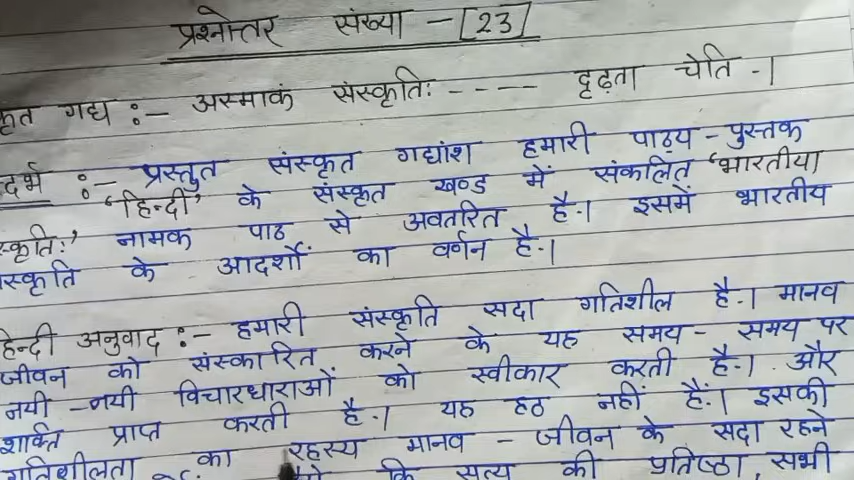 प्रश्नोत्तर संख्या - [23]
कृत गद्य :- अस्माकं संस्कृतिः ---- दृढ़ता चेति -।
दर्भ :- प्रस्तुत संस्कृत गद्यांश हमारी पाठ्य - पुस्तक
"हिन्दी" के संस्कृत खण्ड में संकलित 'भारतीया
स्कृतिः' नामक पाठ से अवतरित है।- इसमें भारतीय
स्कृति के आदर्शों का वर्णन है-।
हिन्दी अनुवाद :- हमारी संस्कृति सदा गतिशील है-। मानव
जीवन को संस्कारित करने के यह समय - समय पर
नयी -नयी विचारधाराओं को स्वीकार करती है-। और
शक्ति प्राप्त करती है-। यह हठ नहीं हैं-। इसकी
गतिशीलता का रहस्य मानव - जीवन के सदा रहने
कि सत्य की प्रतिष्ठा, सभी